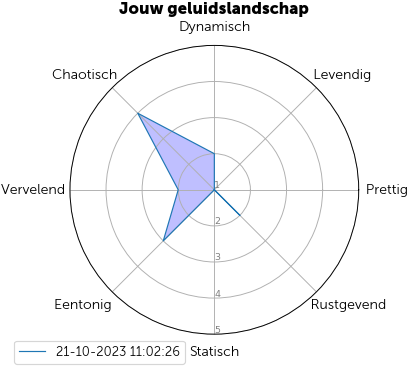 Jouw geluidslandschap
Dynamisch
Chaotisch
Levendig
Vervelend
1
Prettig
2
3
4
Eentonig
Rustgevend
5
21-10-2023 11:02:26
Statisch